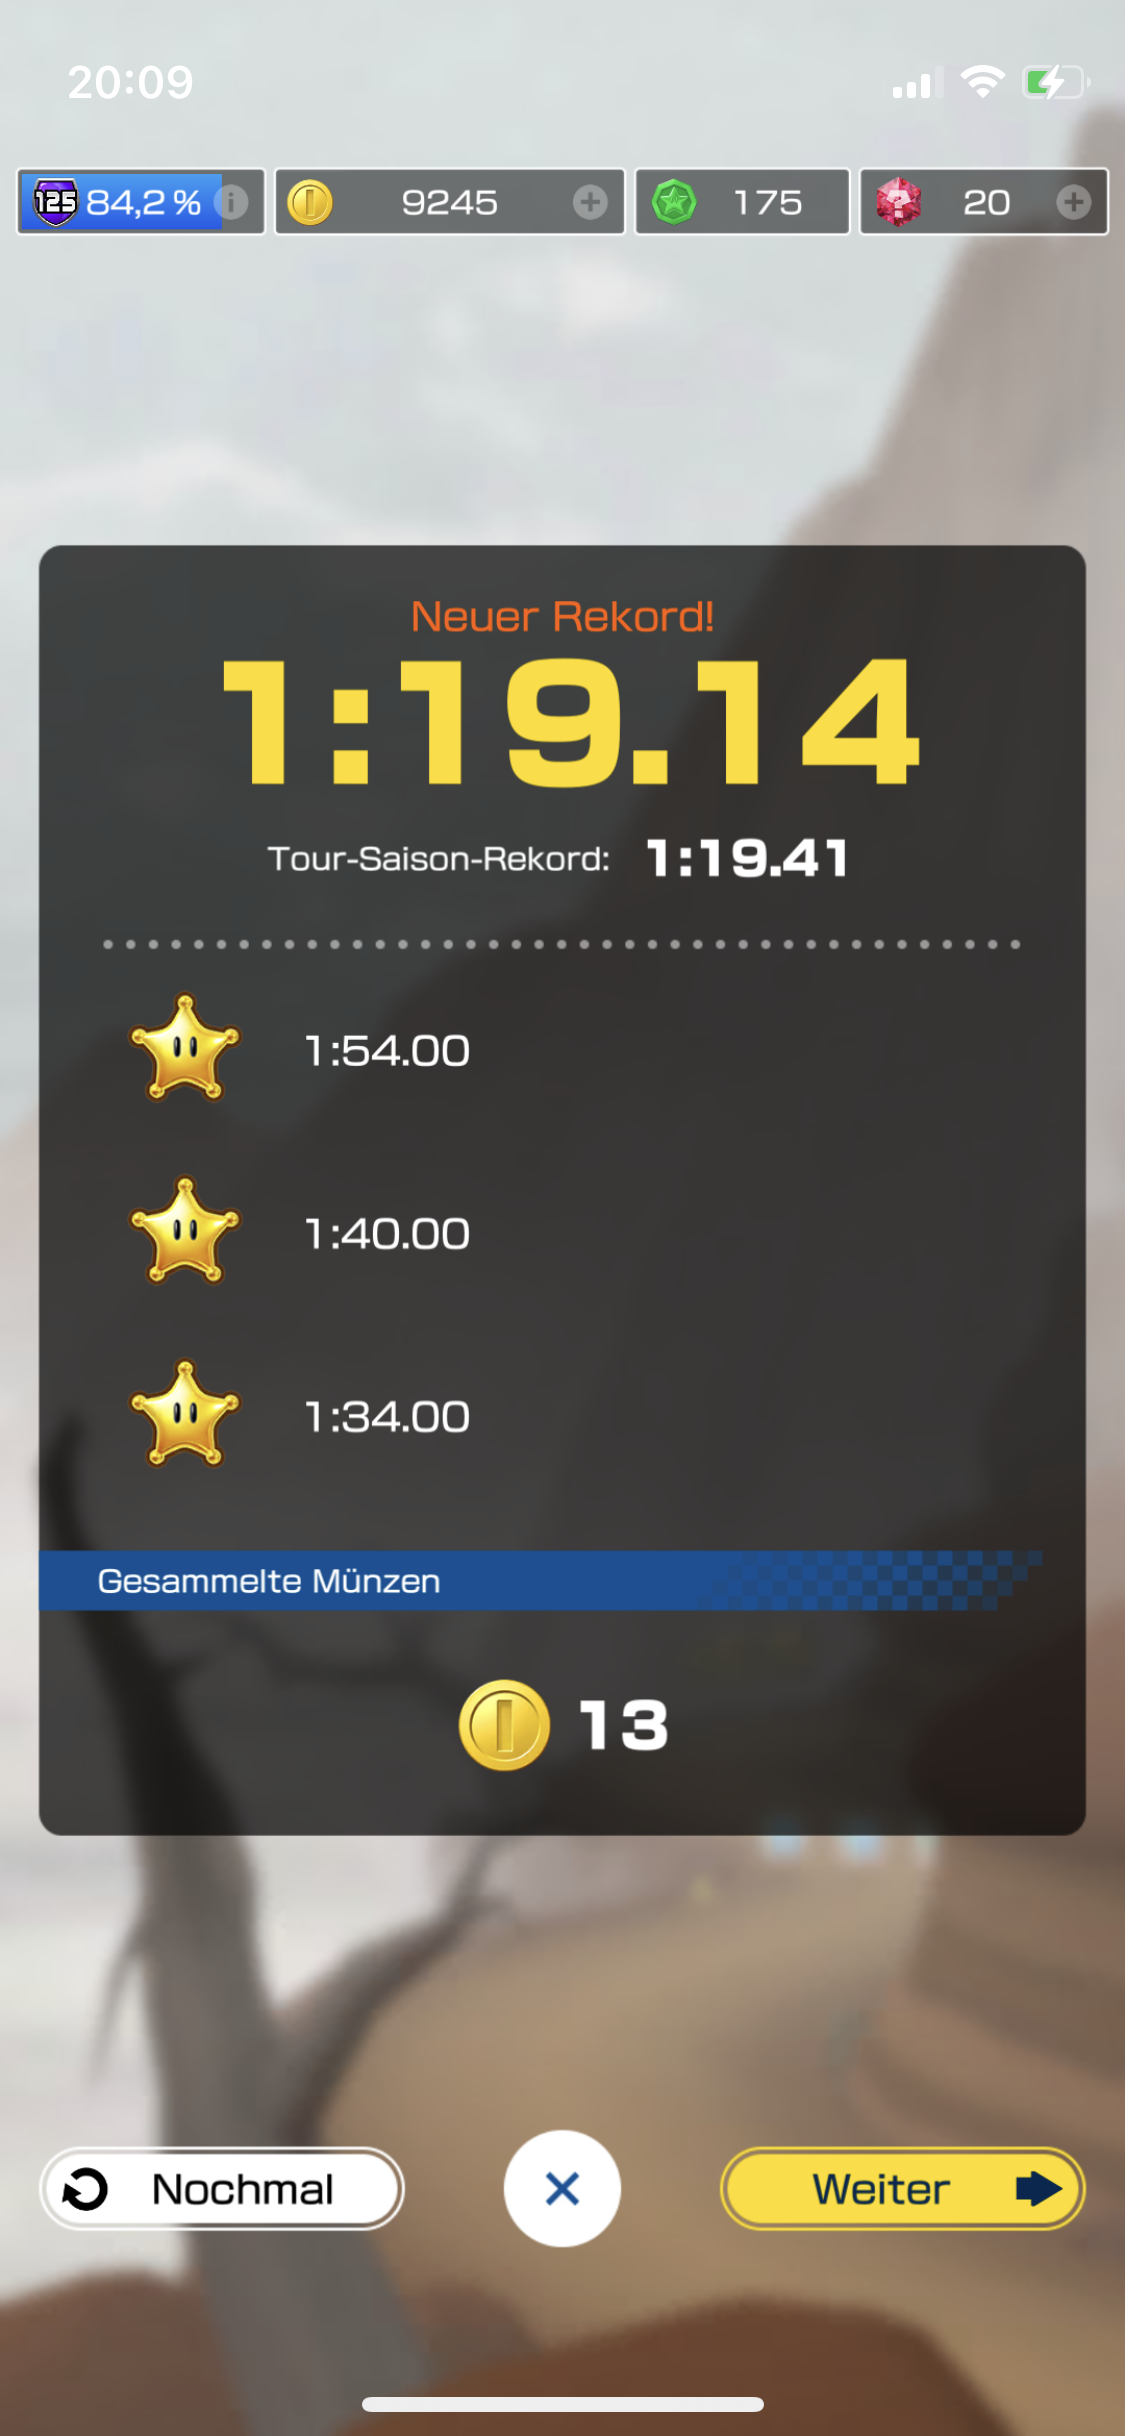 20:09
125 84,2 % i 9245 175 20
Neuer Rekord!
1:19.14
Tour-Saison-Rekord: 1:19.41
1:54.00
1:40.00
1:34.00
Gesammelte Münzen
13
Nochmal
Weiter